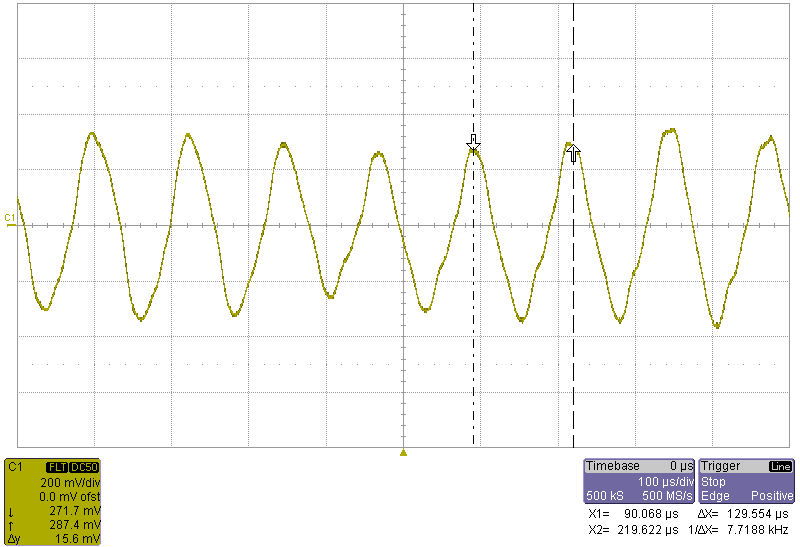 C1
C1 FLT DC50
200 mV/div
0.0 mV ofst
↓ 271.7 mV
↑ 287.4 mV
Δy 15.6 mV
Timebase 0 µs
100 µs/div
500 kS 500 MS/s
Trigger Line
Stop
Edge Positive
X1= 90.068 µs ΔX= 129.554 µs
X2= 219.622 µs 1/ΔX= 7.7188 kHz